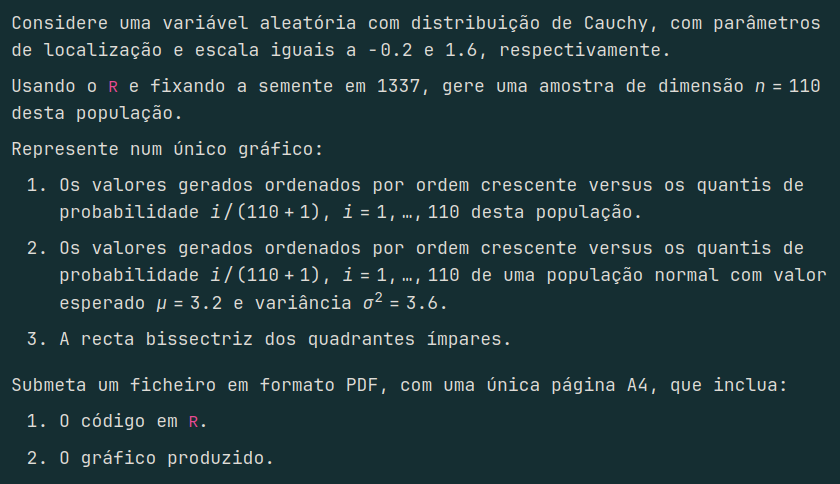 Considere uma variável aleatória com distribuição de Cauchy, com parâmetros
de localização e escala iguais a -0.2 e 1.6, respectivamente.
Usando o R e fixando a semente em 1337, gere uma amostra de dimensão n = 110
desta população.
Represente num único gráfico:
1. Os valores gerados ordenados por ordem crescente versus os quantis de
probabilidade i/(110 + 1), i = 1, …, 110 desta população.
2. Os valores gerados ordenados por ordem crescente versus os quantis de
probabilidade i/(110 + 1), i = 1, …, 110 de uma população normal com valor
esperado μ = 3.2 e variância σ² = 3.6.
3. A recta bissectriz dos quadrantes ímpares.
Submeta um ficheiro em formato PDF, com uma única página A4, que inclua:
1. O código em R.
2. O gráfico produzido.